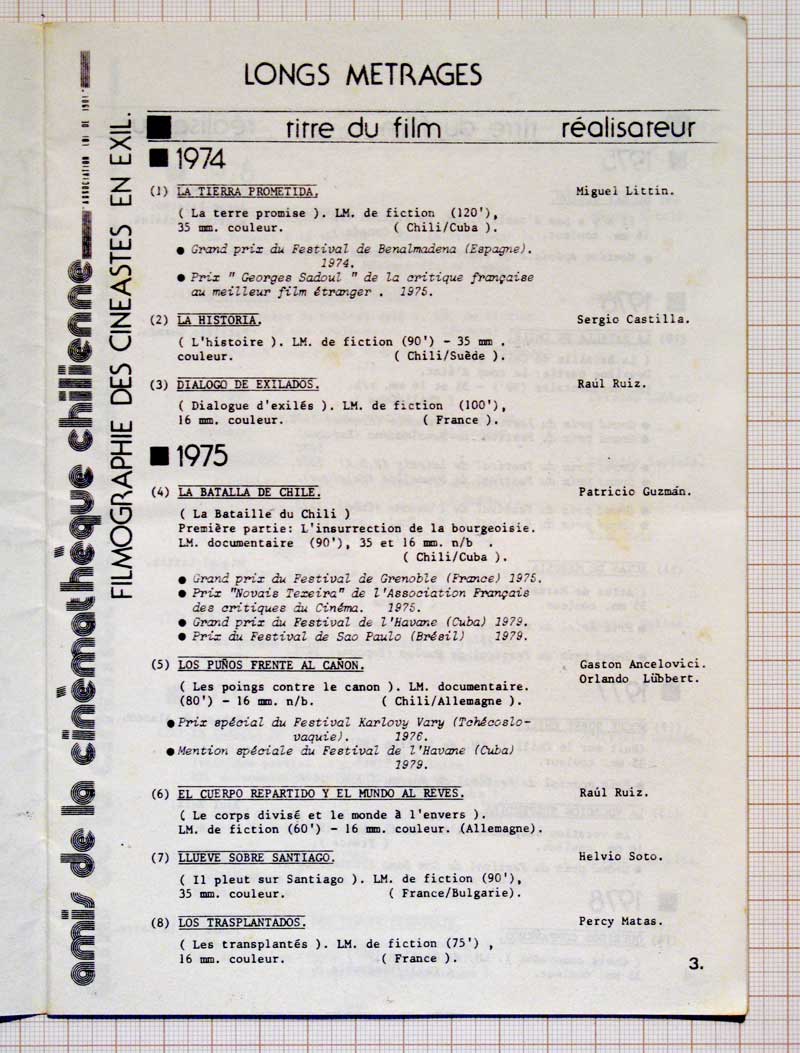 LONGS METRAGES
titre du film réalisateur
1974
(1) LA TIERRA PROMETIDA. Miguel Littin.
( La terre promise ). LM. de fiction (120'),
35 mm. couleur. ( Chili/Cuba ).
● Grand prix du Festival de Benalmadena (Espagne).
1974.
● Prix " Georges Sadoul " de la critique française
au meilleur film étranger . 1975.
(2) LA HISTORIA. Sergio Castilla.
( L'histoire ). LM. de fiction (90') - 35 mm .
couleur. ( Chili/Suède ).
(3) DIALOGO DE EXILADOS. Raúl Ruiz.
( Dialogue d'exilés ). LM. de fiction (100'),
16 mm. couleur. ( France ).
1975
(4) LA BATALLA DE CHILE. Patricio Guzmán.
( La Bataille du Chili )
Première partie: L'insurrection de la bourgeoisie.
LM. documentaire (90'), 35 et 16 mm. n/b .
( Chili/Cuba ).
● Grand prix du Festival de Grenoble (France) 1975.
● Prix "Novais Texeira" de l'Association Français
des critiques du Cinéma. 1975.
● Grand prix du Festival de l'Havane (Cuba) 1979.
● Prix du Festival de Sao Paulo (Brésil) 1979.
(5) LOS PUÑOS FRENTE AL CAÑON. Gaston Ancelovici.
Orlando Lübbert.
( Les poings contre le canon ). LM. documentaire.
(80') - 16 mm. n/b. ( Chili/Allemagne ).
● Prix spécial du Festival Karlovy Vary (Tchécoslo-
vaquie). 1976.
● Mention spéciale du Festival de l'Havane (Cuba)
1979.
(6) EL CUERPO REPARTIDO Y EL MUNDO AL REVES. Raúl Ruiz.
( Le corps divisé et le monde à l'envers ).
LM. de fiction (60') - 16 mm. couleur. (Allemagne).
(7) LLUEVE SOBRE SANTIAGO. Helvio Soto.
( Il pleut sur Santiago ). LM. de fiction (90'),
35 mm. couleur. ( France/Bulgarie).
(8) LOS TRASPLANTADOS. Percy Matas.
( Les transplantés ). LM. de fiction (75') ,
16 mm. couleur. ( France ).
3.
amis de la cinémathèque chilienne
ASSOCIATION LOI DE 1901
FILMOGRAPHIE DES CINEASTES EN EXIL.